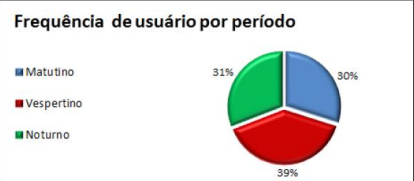 Frequência de usuário por período
Matutino
Vespertino
Noturno
31%
30%
39%